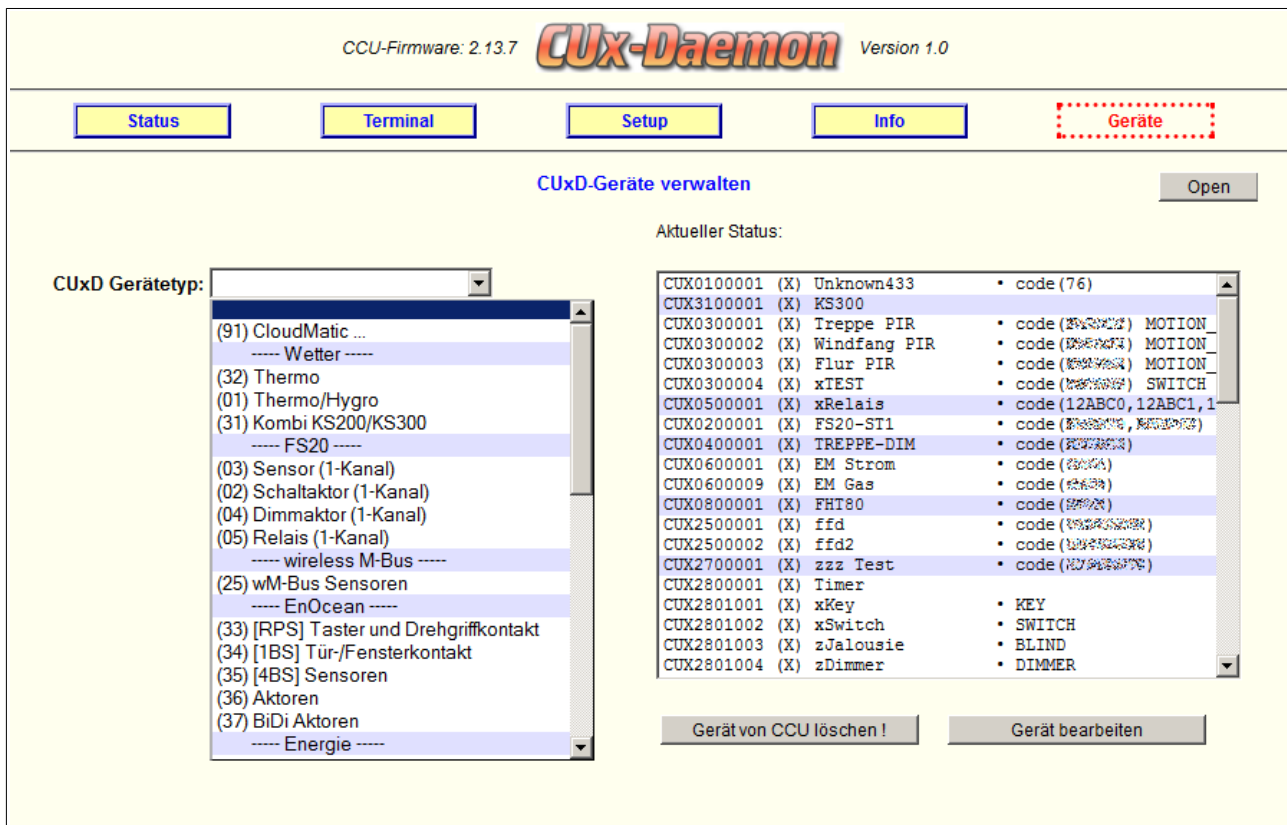 CCU-Firmware: 2.13.7 CUx-Daemon Version 1.0
Status Terminal Setup Info Geräte
CUxD-Geräte verwalten
Open
Aktueller Status:
CUxD Gerätetyp:
(91) CloudMatic ...
----- Wetter -----
(32) Thermo
(01) Thermo/Hygro
(31) Kombi KS200/KS300
----- FS20 -----
(03) Sensor (1-Kanal)
(02) Schaltaktor (1-Kanal)
(04) Dimmaktor (1-Kanal)
(05) Relais (1-Kanal)
----- wireless M-Bus -----
(25) wM-Bus Sensoren
----- EnOcean -----
(33) [RPS] Taster und Drehgriffkontakt
(34) [1BS] Tür-/Fensterkontakt
(35) [4BS] Sensoren
(36) Aktoren
(37) BiDi Aktoren
----- Energie -----
CUX0100001 (X) Unknown433 • code(76)
CUX3100001 (X) KS300
CUX0300001 (X) Treppe PIR • code( ) MOTION_
CUX0300002 (X) Windfang PIR • code( ) MOTION_
CUX0300003 (X) Flur PIR • code( ) MOTION_
CUX0300004 (X) xTEST • code( ) SWITCH
CUX0500001 (X) xRelais • code(12ABC0,12ABC1,1
CUX0200001 (X) FS20-ST1 • code( , )
CUX0400001 (X) TREPPE-DIM • code( )
CUX0600001 (X) EM Strom • code( )
CUX0600009 (X) EM Gas • code( )
CUX0800001 (X) FHT80 • code( )
CUX2500001 (X) ffd • code( )
CUX2500002 (X) ffd2 • code( )
CUX2700001 (X) zzz Test • code( )
CUX2800001 (X) Timer
CUX2801001 (X) xKey • KEY
CUX2801002 (X) xSwitch • SWITCH
CUX2801003 (X) zJalousie • BLIND
CUX2801004 (X) zDimmer • DIMMER
Gerät von CCU löschen ! Gerät bearbeiten